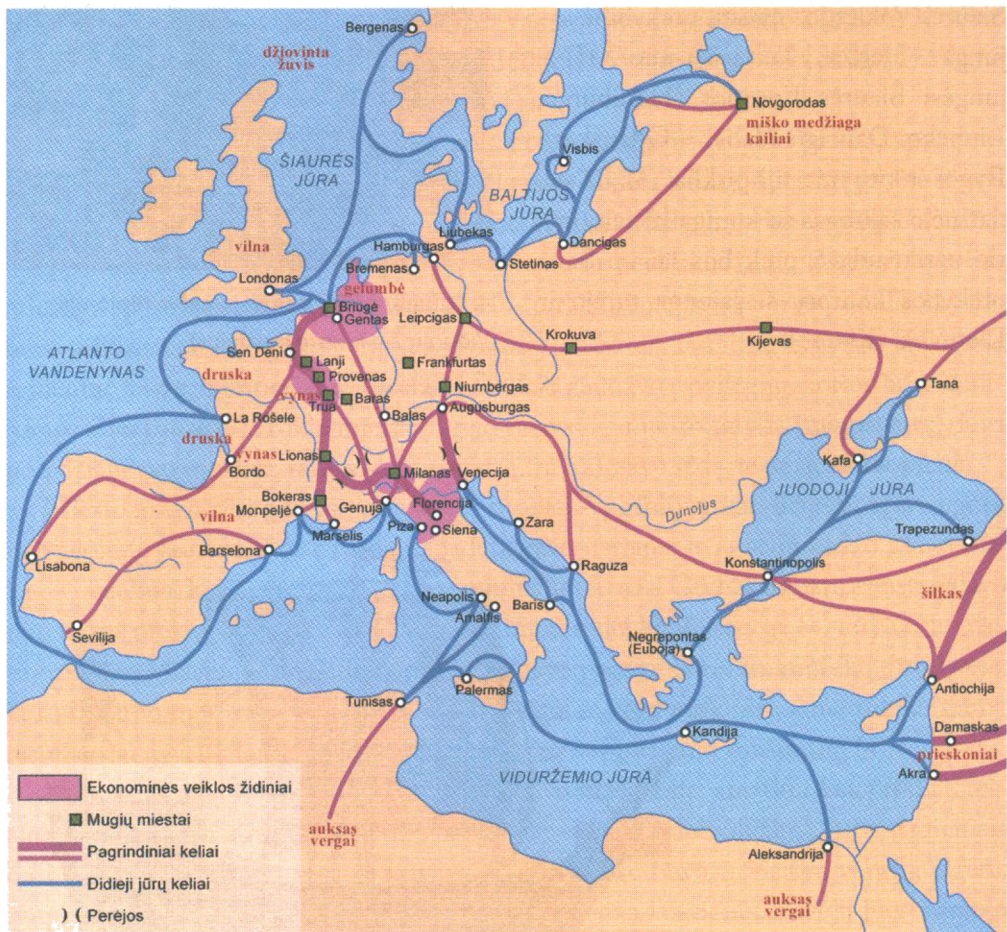 Bergenas
džiovinta
žuvis
Novgorodas
miško medžiaga
kailiai
Visbis
ŠIAURĖS
JŪRA
BALTIJOS
JŪRA
Liubekas
Hamburgas
Dancigas
Bremenas
Stetinas
vilna
Londonas
gelumbė
Briugė
Gentas
Leipcigas
Krokuva
Kijevas
ATLANTO
VANDENYNAS
Sen Deni
Lanji
Frankfurtas
druska
Provenas
Niurnbergas
Tana
vynas
Trua
Baras
Augusburgas
La Rošelė
Balas
druska
vynas
Lionas
Milanas
Venecija
Kafa
Bordo
Bokeras
Genuja
Florencija
JUODOJI JŪRA
Dunojus
vilna
Monpeljė
Marselis
Piza
Siena
Zara
Trapezundas
Barselona
Raguza
Konstantinopolis
Lisabona
šilkas
Neapolis
Amalfis
Baris
Sevilija
Negrepontas
(Euboja)
Palermas
Antiochija
Tunisas
Kandija
Damaskas
prieskoniai
VIDURŽEMIO JŪRA
Akra
auksas
vergai
Aleksandrija
auksas
vergai
Ekonominės veiklos židiniai
Mugių miestai
Pagrindiniai keliai
Didieji jūrų keliai
Perėjos